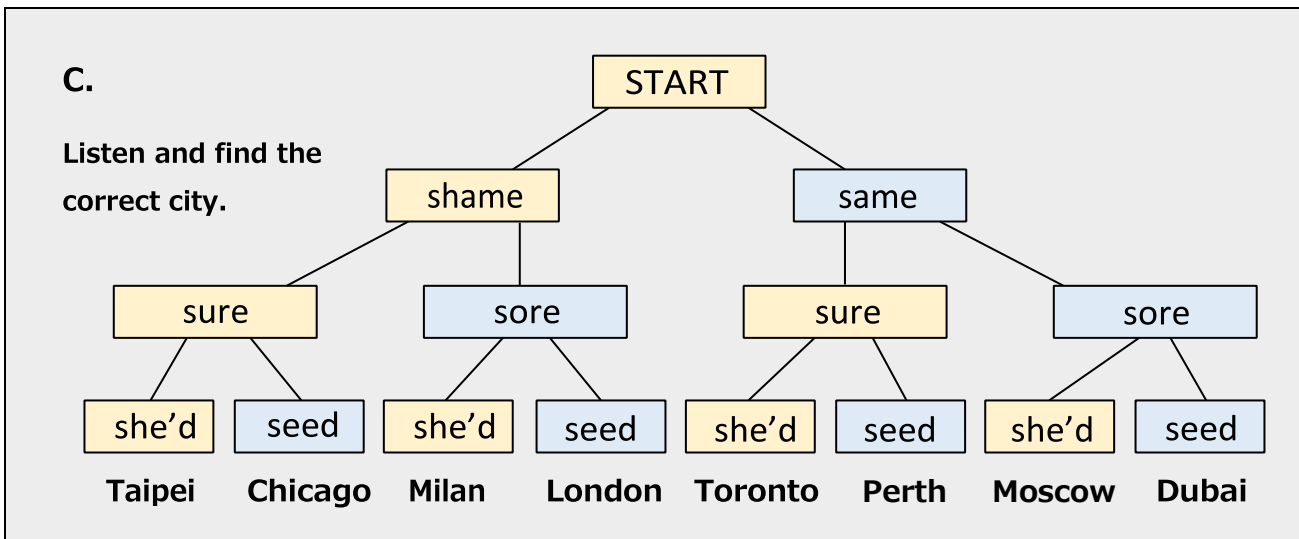 START
C.
Listen and find the
correct city.
shame same
sure sore sure sore
she’d seed she’d seed she’d seed she’d seed
Taipei Chicago Milan London Toronto Perth Moscow Dubai